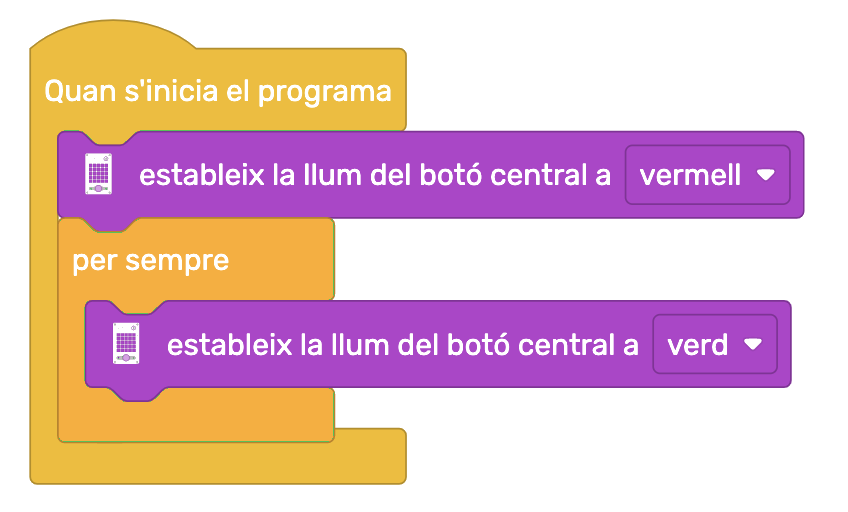 Quan s'inicia el programa
estableix la llum del botó central a vermell
per sempre
estableix la llum del botó central a verd